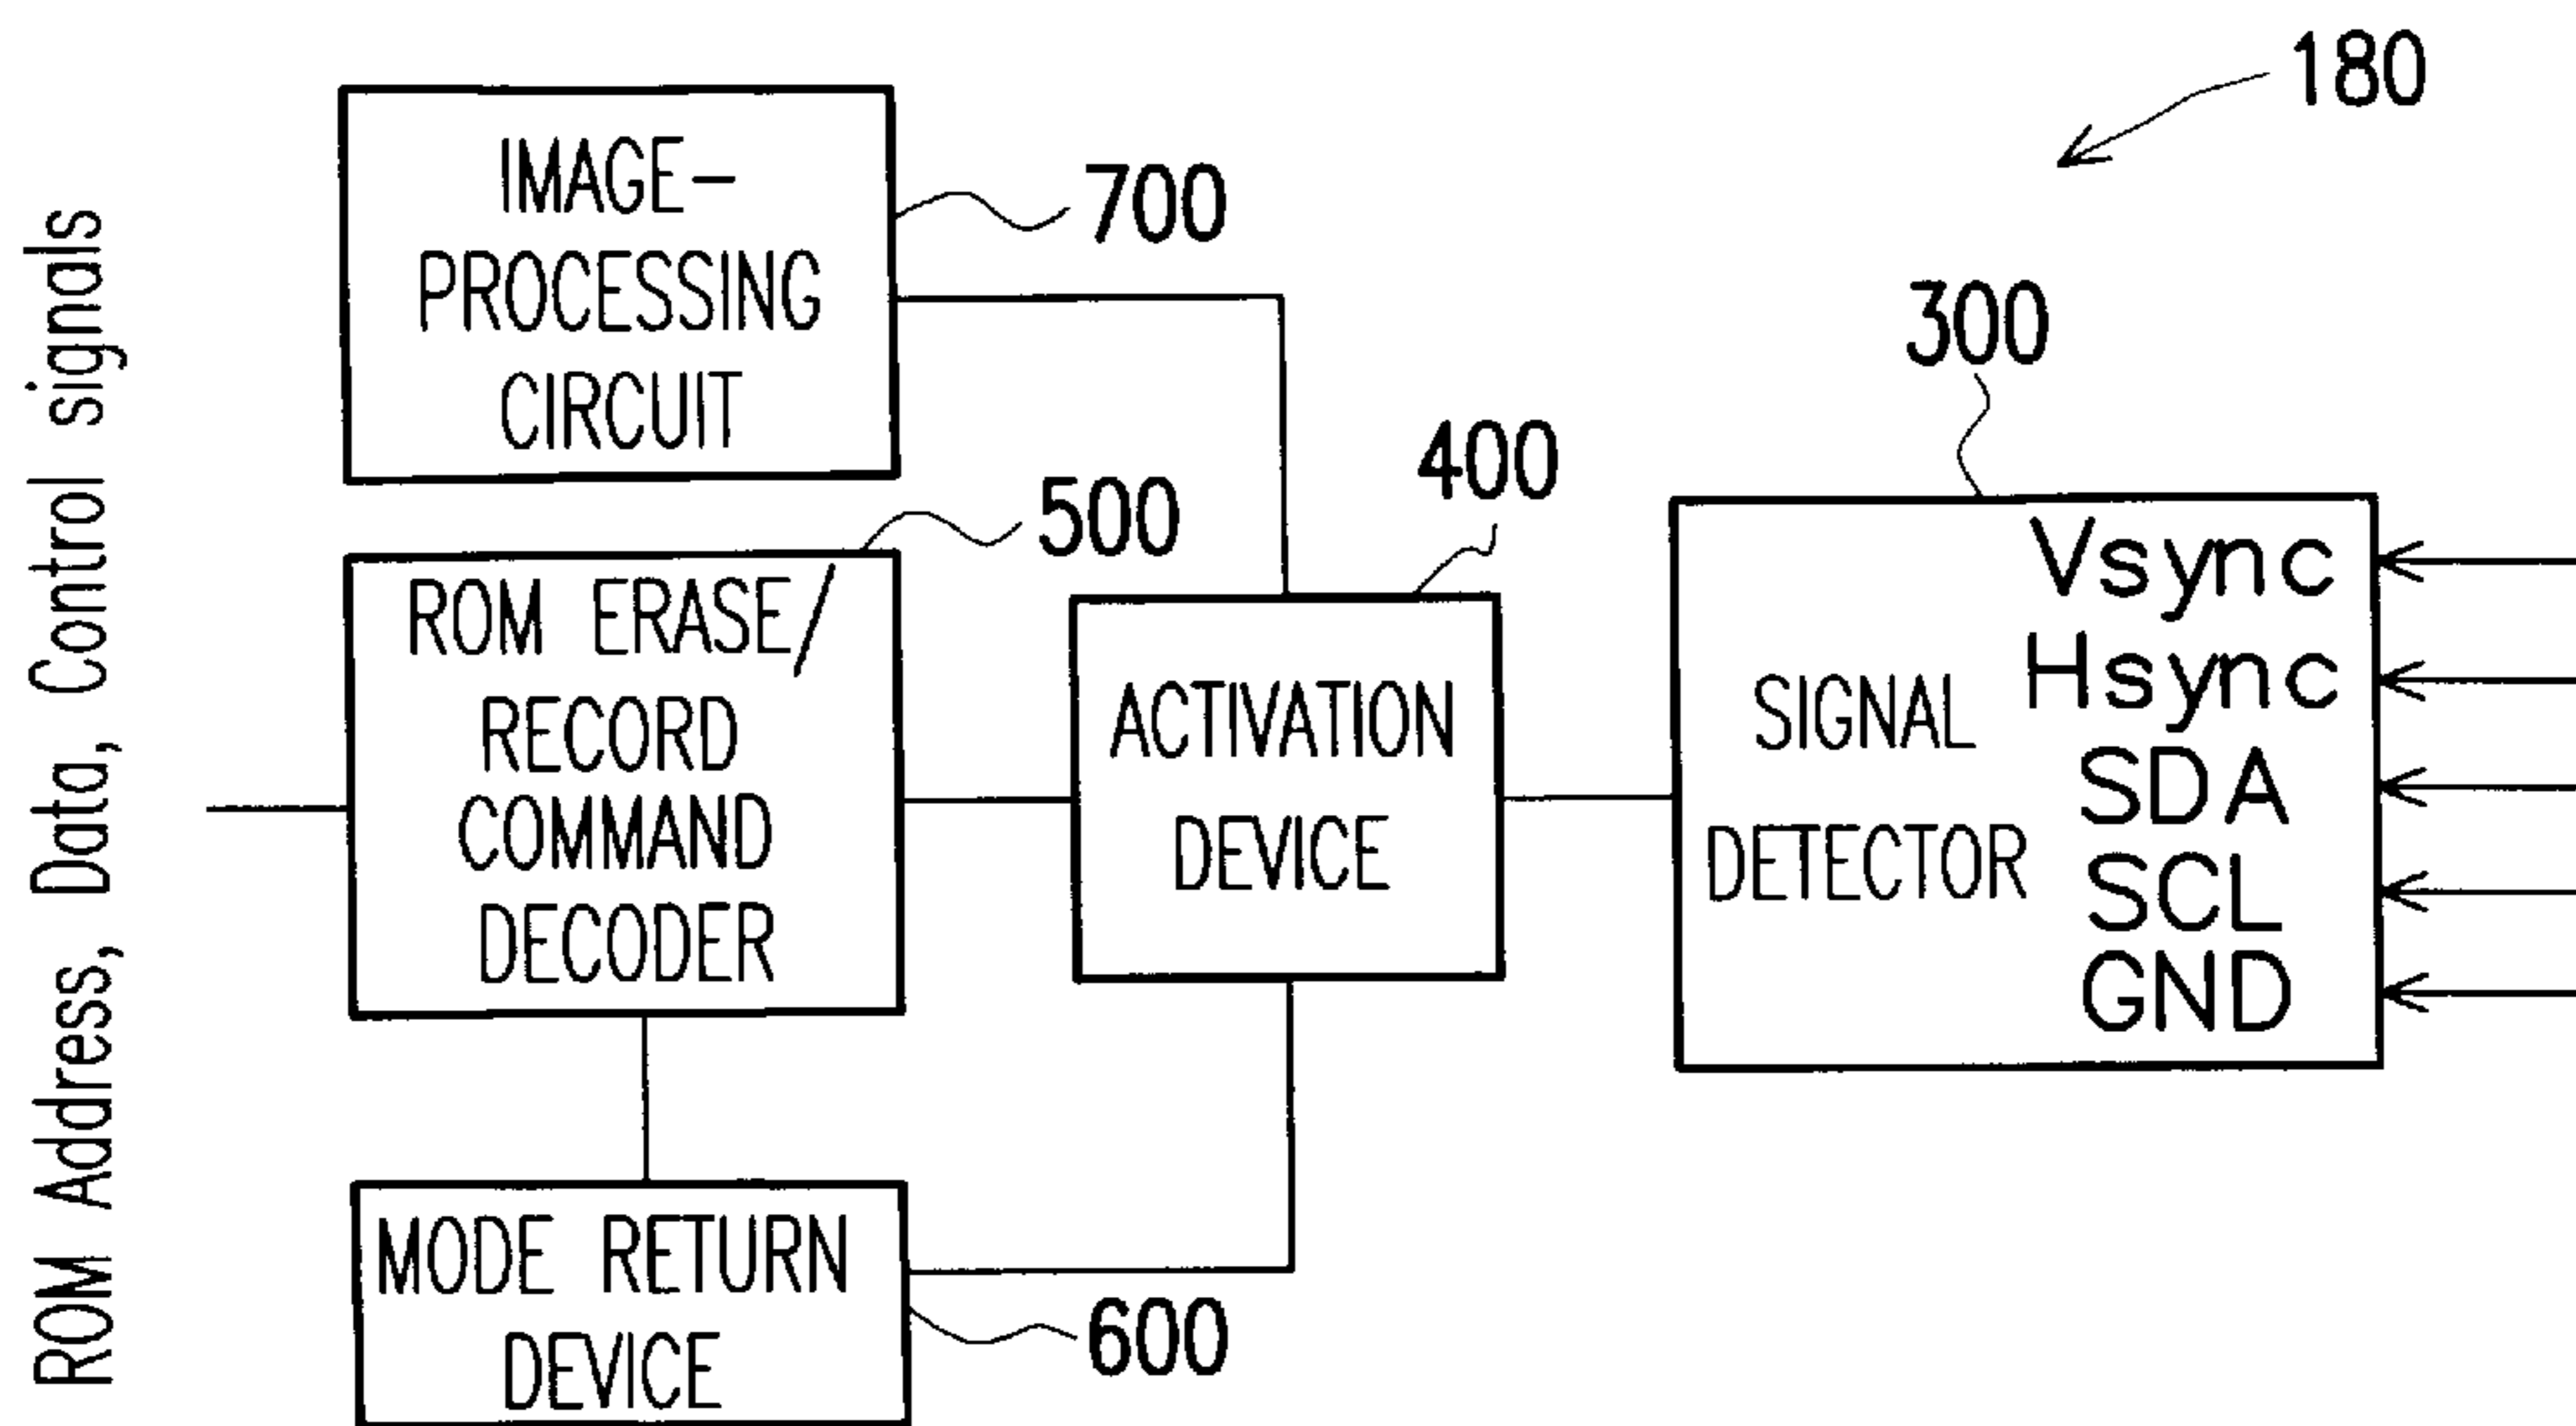 180
IMAGE-
PROCESSING
CIRCUIT
700
300
400
500
ROM ERASE/
RECORD
COMMAND
DECODER
ACTIVATION
DEVICE
SIGNAL
DETECTOR
Vsync
Hsync
SDA
SCL
GND
MODE RETURN
DEVICE
600
ROM Address, Data, Control signals